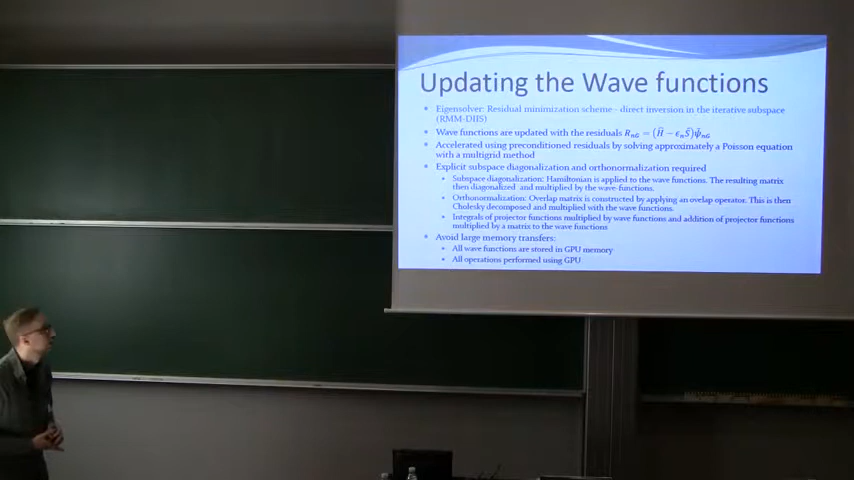 Updating the Wave functions
Eigensolver: Residual minimization scheme - direct inversion in the iterative subspace
(RMM-DIIS)
Wave functions are updated with the residuals R_{nG} = (Ĥ − ϵ_nŜ)ψ̃_{nG}
Accelerated using preconditioned residuals by solving approximately a Poisson equation
with a multigrid method
Explicit subspace diagonalization and orthonormalization required
Subspace diagonalization: Hamiltonian is applied to the wave functions. The resulting matrix
then diagonalized and multiplied by the wave-functions.
Orthonormalization: Overlap matrix is constructed by applying an ovelap operator. This is then
Cholesky decomposed and multiplied with the wave functions.
Integrals of projector functions multiplied by wave functions and addition of projector functions
multiplied by a matrix to the wave functions
Avoid large memory transfers:
All wave functions are stored in GPU memory
All operations performed using GPU